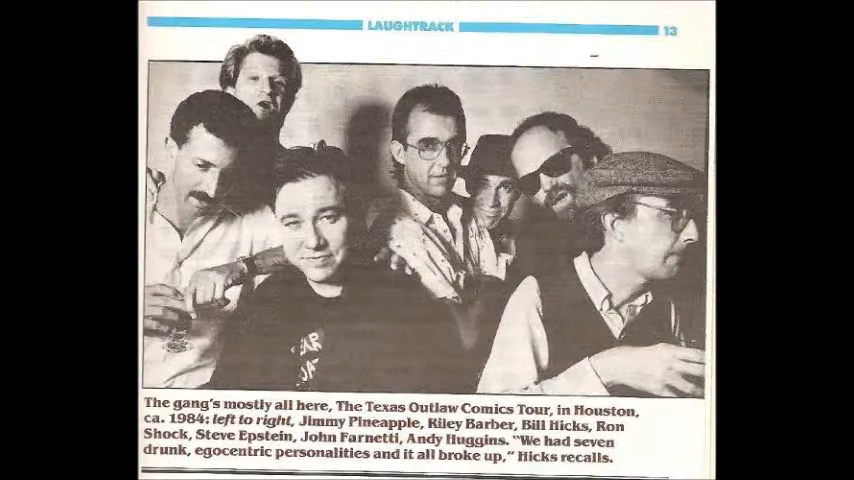 LAUGHTRACK
13
The gang's mostly all here, The Texas Outlaw Comics Tour, in Houston,
ca. 1984: left to right, Jimmy Pineapple, Riley Barber, Bill Hicks, Ron
Shock, Steve Epstein, John Farnetti, Andy Huggins. "We had seven
drunk, egocentric personalities and it all broke up," Hicks recalls.